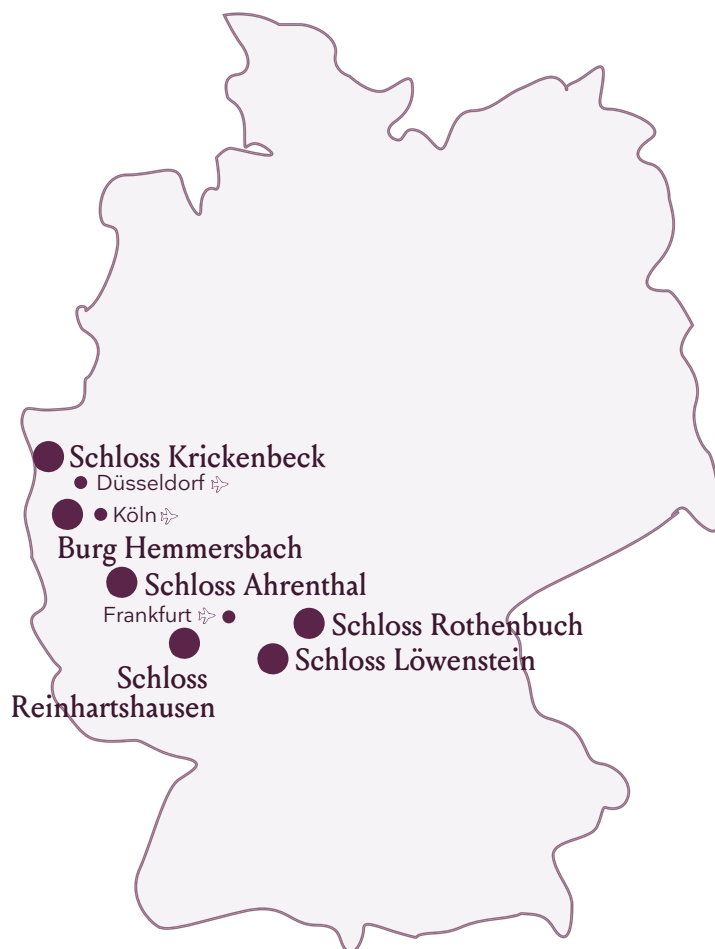 Schloss Krickenbeck
Düsseldorf
Köln
Burg Hemmersbach
Schloss Ahrenthal
Frankfurt
Schloss Rothenbuch
Schloss Löwenstein
Schloss
Reinhartshausen